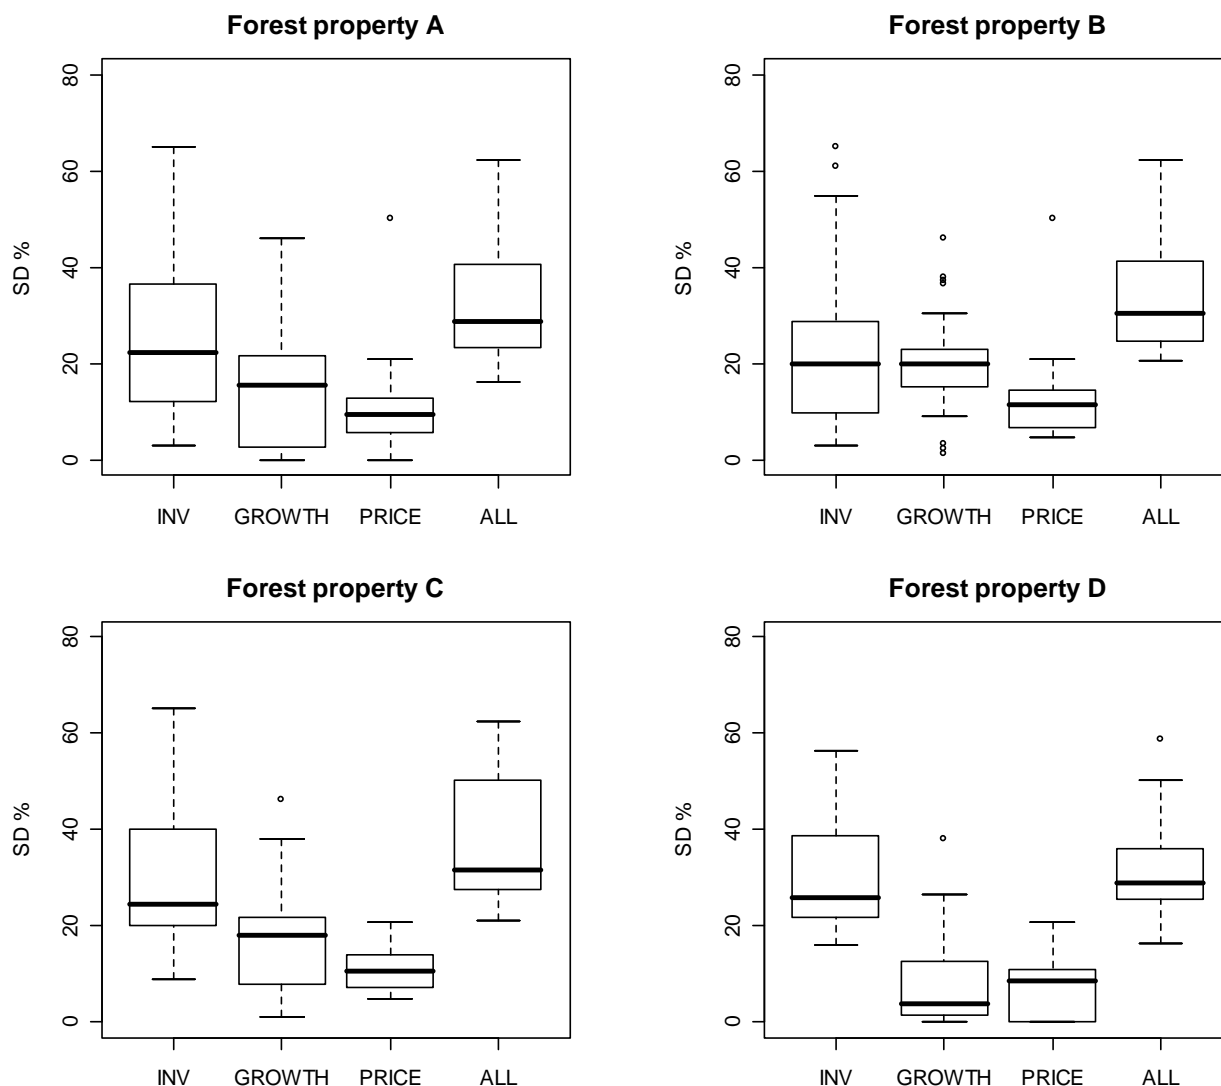 Forest property A
SD %
80
60
40
20
0
INV GROWTH PRICE ALL
Forest property B
SD %
80
60
40
20
0
INV GROWTH PRICE ALL
Forest property C
SD %
80
60
40
20
0
INV GROWTH PRICE ALL
Forest property D
SD %
80
60
40
20
0
INV GROWTH PRICE ALL